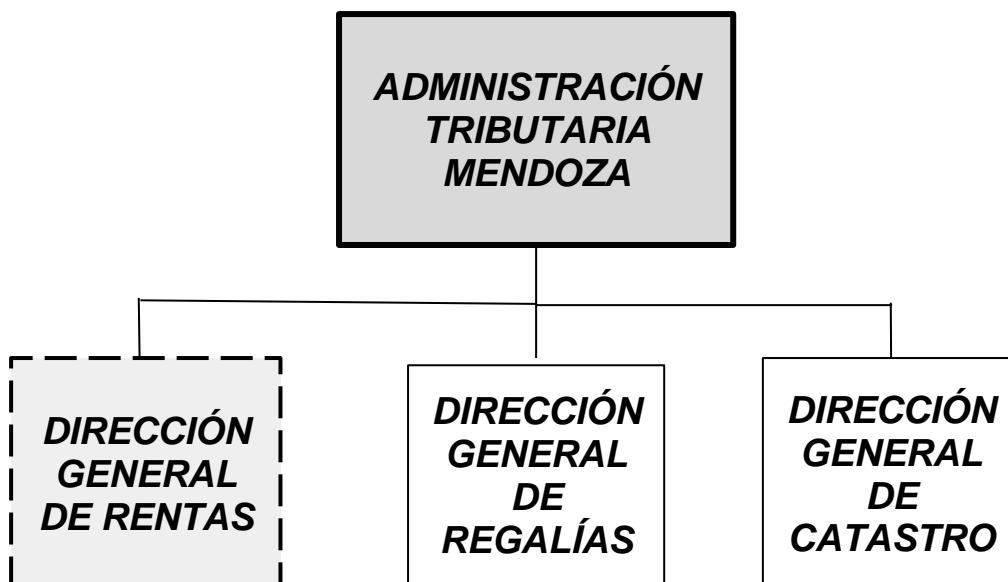 ADMINISTRACIÓN
TRIBUTARIA
MENDOZA
DIRECCIÓN
GENERAL
DE RENTAS
DIRECCIÓN
GENERAL
DE
REGALÍAS
DIRECCIÓN
GENERAL
DE
CATASTRO